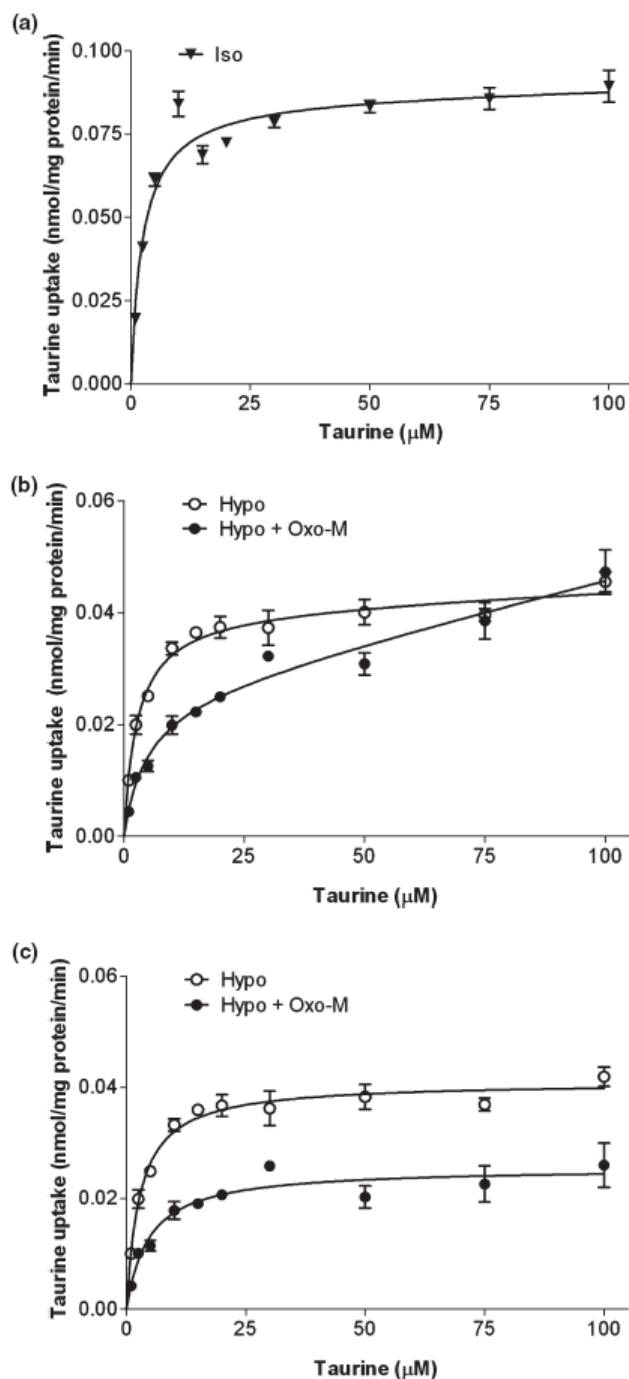 (a)
Iso
0.100
0.075
0.050
0.025
0.000
0 25 50 75 100
Taurine uptake (nmol/mg protein/min)
Taurine (μM)
(b)
Hypo
Hypo + Oxo-M
0.06
0.04
0.02
0.00
0 25 50 75 100
Taurine uptake (nmol/mg protein/min)
Taurine (μM)
(c)
Hypo
Hypo + Oxo-M
0.06
0.04
0.02
0.00
0 25 50 75 100
Taurine uptake (nmol/mg protein/min)
Taurine (μM)